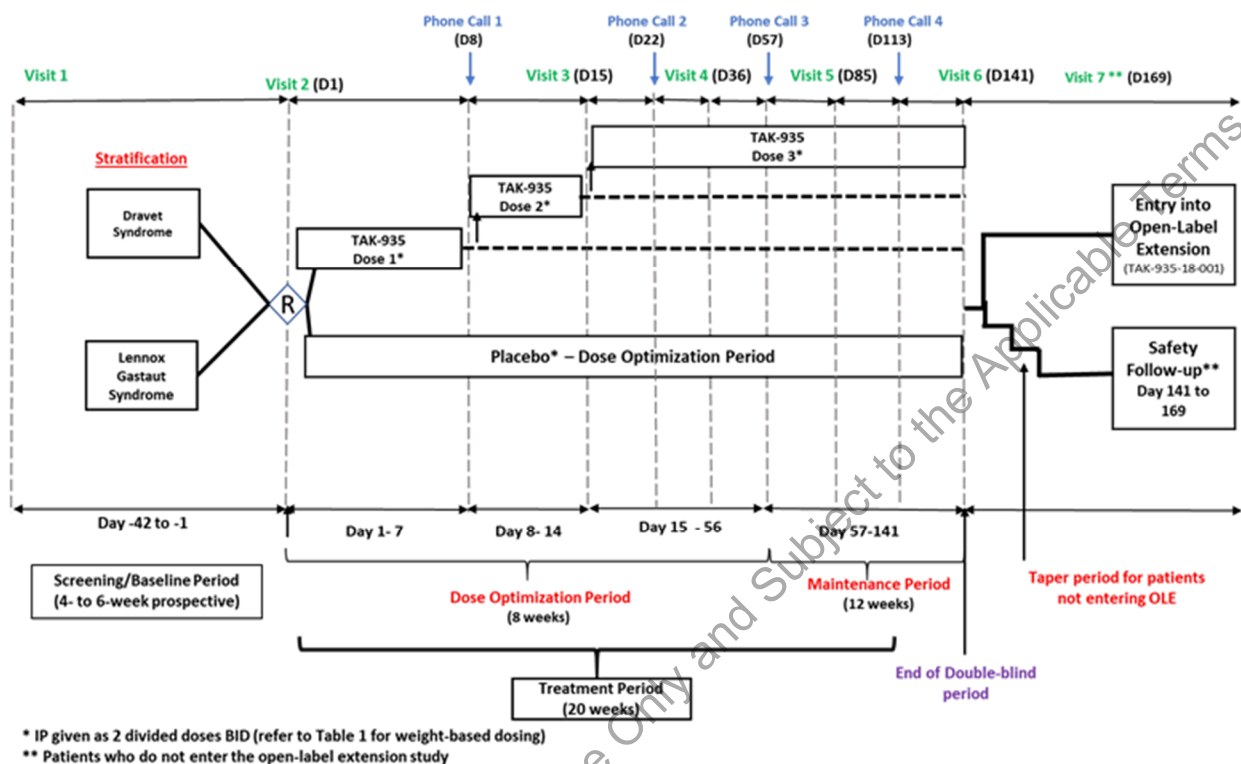 Phone Call 1
(D8)
Phone Call 2
(D22)
Phone Call 3
(D57)
Phone Call 4
(D113)
Visit 1
Visit 2 (D1)
Visit 3 (D15)
Visit 4 (D36)
Visit 5 (D85)
Visit 6 (D141)
Visit 7 ** (D169)
Stratification
Dravet
Syndrome
Lennox
Gastaut
Syndrome
R
TAK-935
Dose 1*
TAK-935
Dose 2*
TAK-935
Dose 3*
Placebo* – Dose Optimization Period
Entry into
Open-Label
Extension
(TAK-935-18-001)
Safety
Follow-up**
Day 141 to
169
Day -42 to -1
Day 1- 7
Day 8- 14
Day 15 - 56
Day 57-141
Screening/Baseline Period
(4- to 6-week prospective)
Dose Optimization Period
(8 weeks)
Maintenance Period
(12 weeks)
Taper period for patients
not entering OLE
End of Double-blind
period
Treatment Period
(20 weeks)
* IP given as 2 divided doses BID (refer to Table 1 for weight-based dosing)
** Patients who do not enter the open-label extension study
Only and Subject to the Applicable Terms